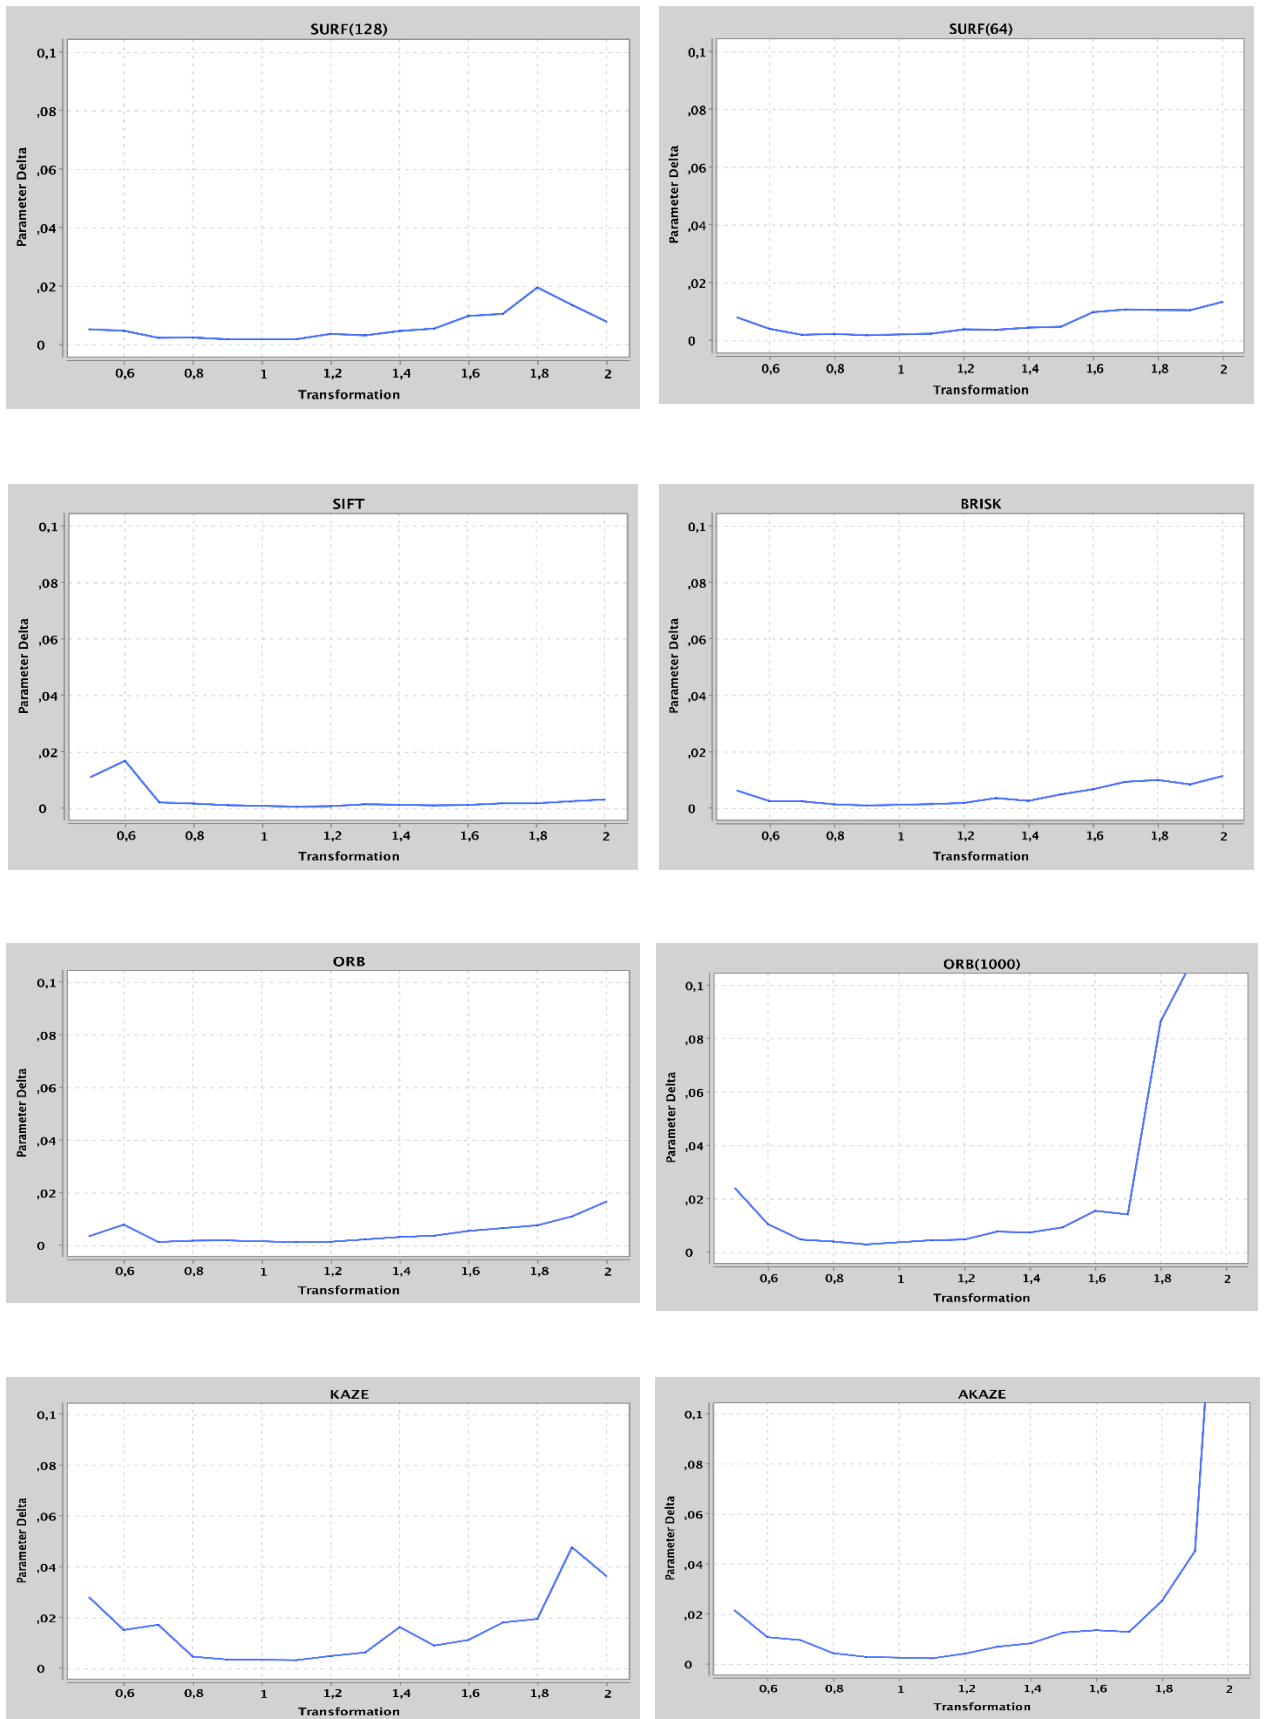 SURF(128)
0,1
,08
,06
,04
,02
0
Parameter Delta
0,6 0,8 1 1,2 1,4 1,6 1,8 2
Transformation
SURF(64)
0,1
,08
,06
,04
,02
0
Parameter Delta
0,6 0,8 1 1,2 1,4 1,6 1,8 2
Transformation
SIFT
0,1
,08
,06
,04
,02
0
Parameter Delta
0,6 0,8 1 1,2 1,4 1,6 1,8 2
Transformation
BRISK
0,1
,08
,06
,04
,02
0
Parameter Delta
0,6 0,8 1 1,2 1,4 1,6 1,8 2
Transformation
ORB
0,1
,08
,06
,04
,02
0
Parameter Delta
0,6 0,8 1 1,2 1,4 1,6 1,8 2
Transformation
ORB(1000)
0,1
,08
,06
,04
,02
0
Parameter Delta
0,6 0,8 1 1,2 1,4 1,6 1,8 2
Transformation
KAZE
0,1
,08
,06
,04
,02
0
Parameter Delta
0,6 0,8 1 1,2 1,4 1,6 1,8 2
Transformation
AKAZE
0,1
,08
,06
,04
,02
0
Parameter Delta
0,6 0,8 1 1,2 1,4 1,6 1,8 2
Transformation